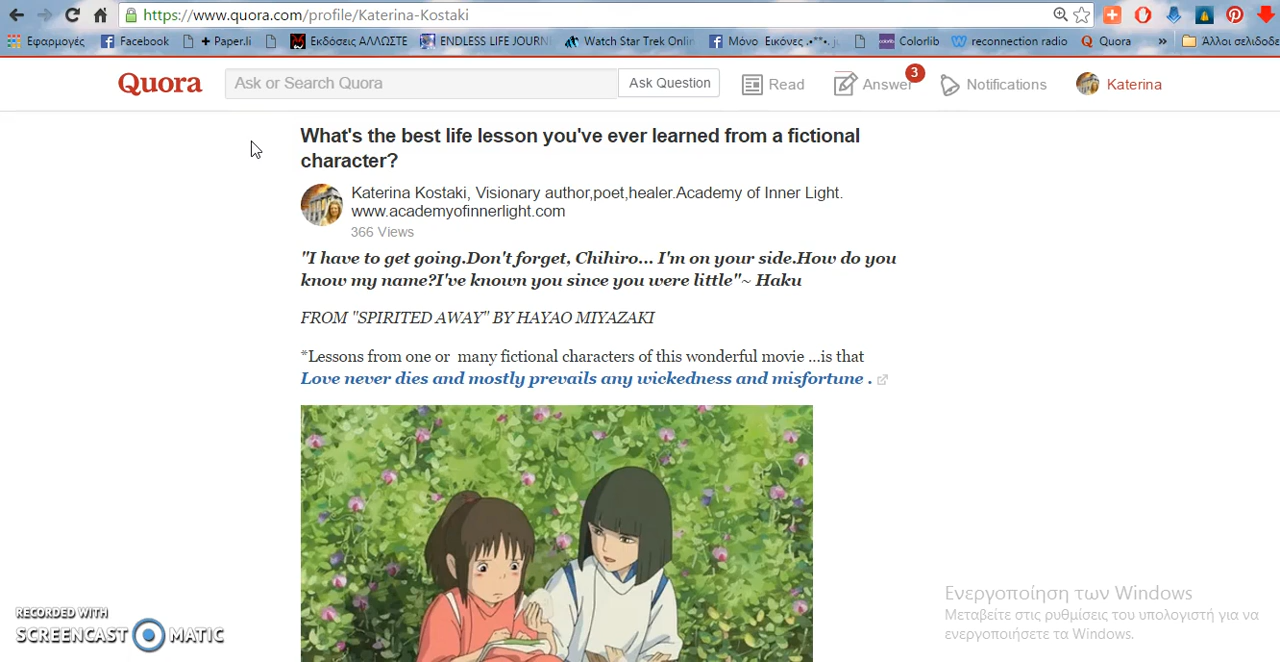 https://www.quora.com/profile/Katerina-Kostaki
Εφαρμογές Facebook + Paper.li Εκδόσεις ΑΛΛΩΣΤΕ ENDLESS LIFE JOURN Watch Star Trek Onlin Μόνο Εικόνες .•**•. Colorlib reconnection radio Quora » Άλλοι σελιδοδε
Quora Ask or Search Quora Ask Question Read Answer 3 Notifications Katerina
What's the best life lesson you've ever learned from a fictional
character?
Katerina Kostaki, Visionary author,poet,healer.Academy of Inner Light.
www.academyofinnerlight.com
366 Views
"I have to get going.Don't forget, Chihiro... I'm on your side.How do you
know my name?I've known you since you were little"~ Haku
FROM "SPIRITED AWAY" BY HAYAO MIYAZAKI
*Lessons from one or many fictional characters of this wonderful movie ...is that
Love never dies and mostly prevails any wickedness and misfortune .
Ενεργοποίηση των Windows
Μεταβείτε στις ρυθμίσεις του υπολογιστή για να
ενεργοποιήσετε τα Windows.
RECORDED WITH
SCREENCAST MATIC